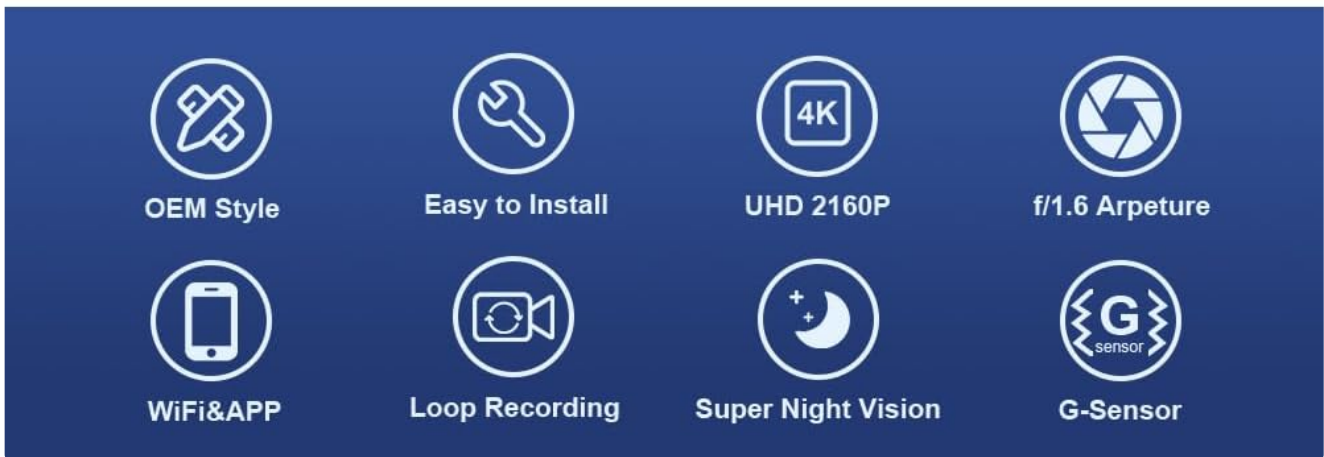 4K
OEM Style
Easy to Install
UHD 2160P
f/1.6 Arpeture
G
sensor
WiFi&APP
Loop Recording
Super Night Vision
G-Sensor